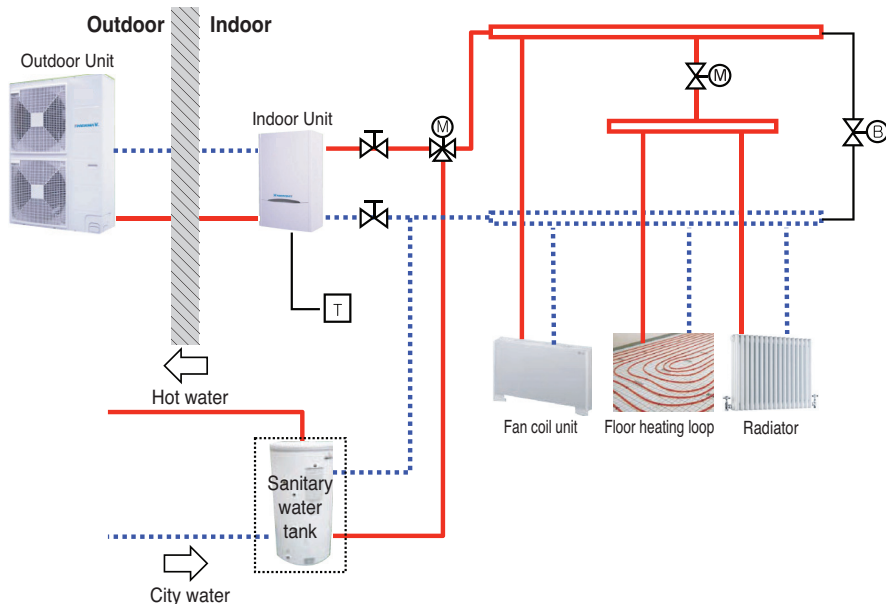 Outdoor Indoor
Outdoor Unit
Indoor Unit
M
M
B
T
Hot water
Fan coil unit Floor heating loop Radiator
Sanitary
water
tank
City water